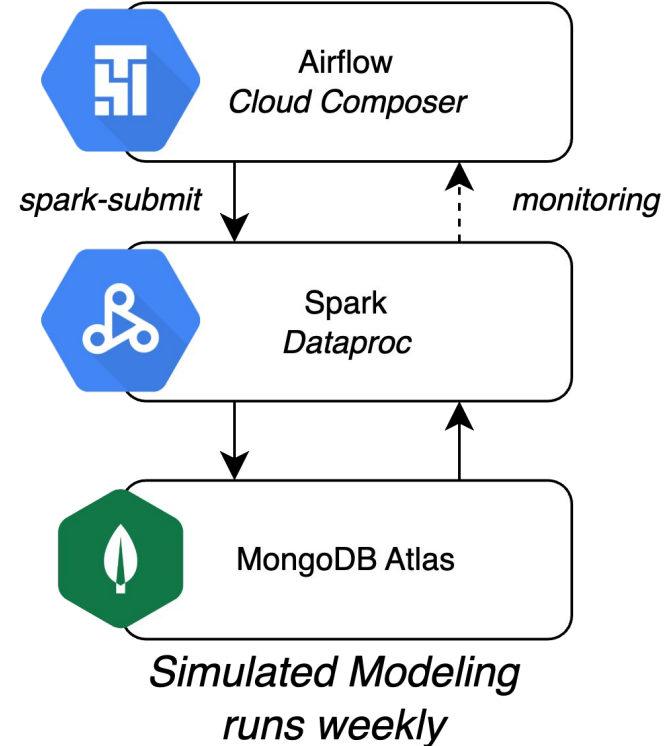 Airflow
Cloud Composer
spark-submit
monitoring
Spark
Dataproc
MongoDB Atlas
Simulated Modeling
runs weekly